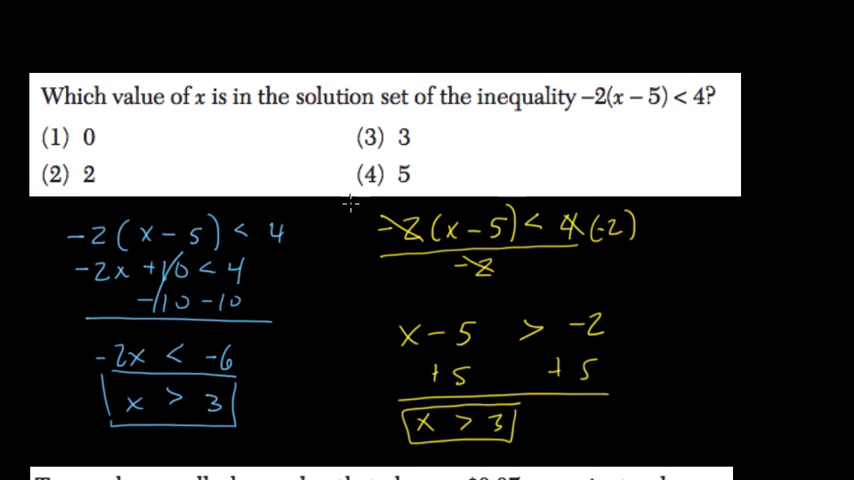 Which value of x is in the solution set of the inequality –2(x – 5) < 4?
(1) 0
(3) 3
(2) 2
(4) 5
-2(x-5) < 4
-2x +10 < 4
-10 -10
-2x < -6
x > 3
-2(x-5) < 4 (-2)
-2
x-5 > -2
+5 +5
x > 3